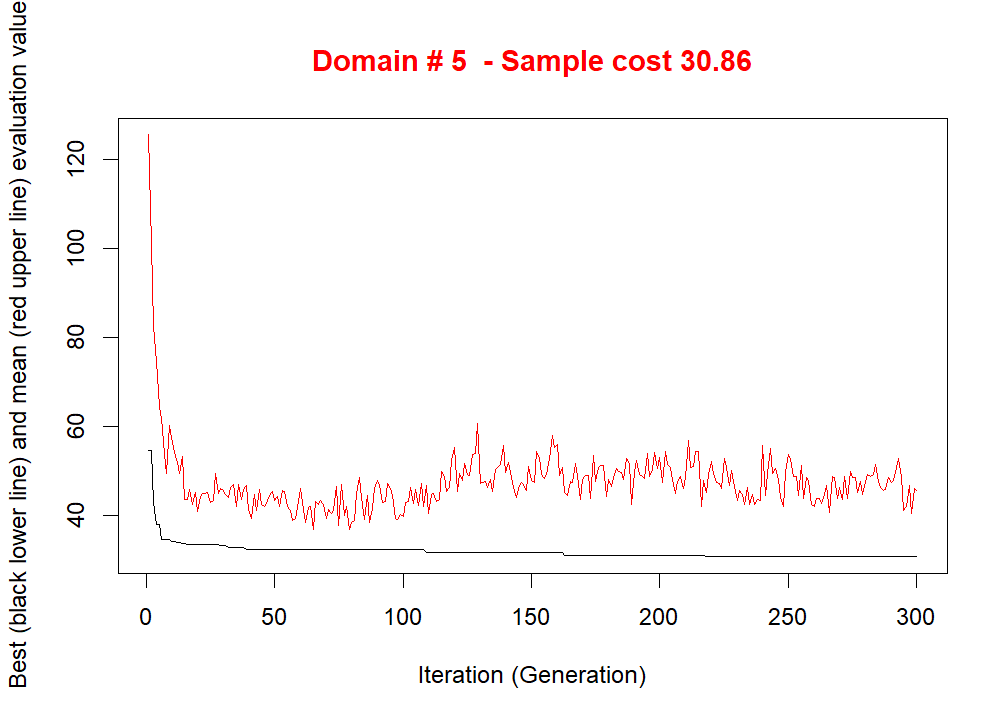 Domain # 5  - Sample cost 30.86
Best (black lower line) and mean (red upper line) evaluation value
120
100
80
60
40
0 50 100 150 200 250 300
Iteration (Generation)